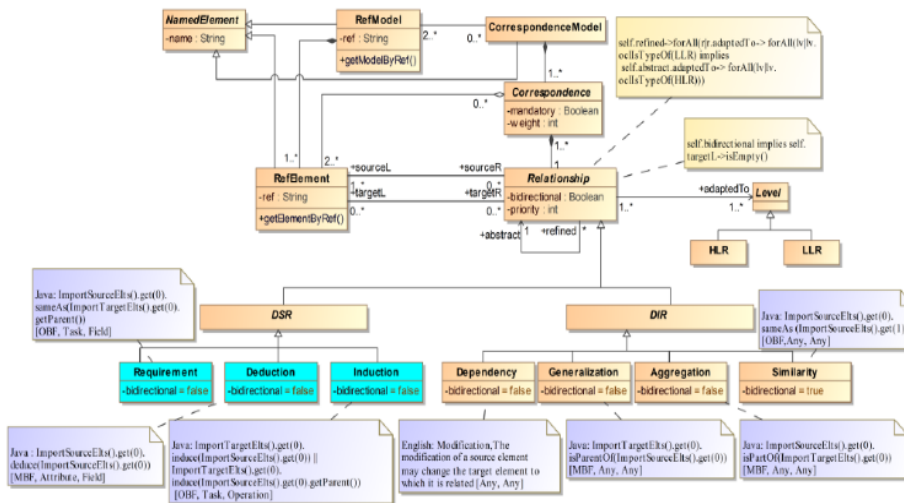 NamedElement
-name : String
RefModel
-ref : String
+getModelByRef()
2..*
0..*
CorrespondenceModel
1..*
Correspondence
-mandatory : Boolean
-weight : int
0..*
1..*
1
self.refined->forAll(r|r.adaptedTo-> forAll(lv|lv.
oclIsTypeOf(LLR) implies
self.abstract.adaptedTo-> forAll(lv|lv.
oclIsTypeOf(HLR)))
self.bidirectional implies self.
targetL->isEmpty()
1..*
2..*
RefElement
-ref : String
+getElementByRef()
+sourceL
+sourceR
1..*
0..*
+targetL
+targetR
0..*
0..*
Relationship
-bidirectional : Boolean
-priority : int
+adaptedTo
1..*
1..*
Level
+abstract
1
+refined
*
HLR
LLR
Java: ImportSourceElts().get(0).
sameAs(ImportTargetElts().get(0).
getParent())
[OBF, Task, Field]
DSR
DIR
Java: ImportSourceElts().get(0).
sameAs (ImportSourceElts().get(1)
[OBF,Any, Any]
Requirement
-bidirectional = false
Deduction
-bidirectional = false
Induction
-bidirectional = false
Dependency
-bidirectional = false
Generalization
-bidirectional = false
Aggregation
-bidirectional = false
Similarity
-bidirectional = true
Java : ImportSourceElts().get(0).
deduce(ImportSourceElts().get(0))
[MBF, Attribute, Field]
Java: ImportTargetElts().get(0).
induce(ImportSourceElts().get(0)) ||
ImportTargetElts().get(0).
induce(ImportSourceElts().get(0).getParent())
[OBF, Task, Operation]
English: Modification,The
modification of a source element
may change the target element to
which it is related [Any, Any]
Java: ImportTargetElts().get(0).
isParentOf(ImportSourceElts().get(0))
[MBF, Any, Any]
Java: ImportSourceElts().get(0).
isPartOf(ImportTargetElts().get(0))
[MBF, Any, Any]